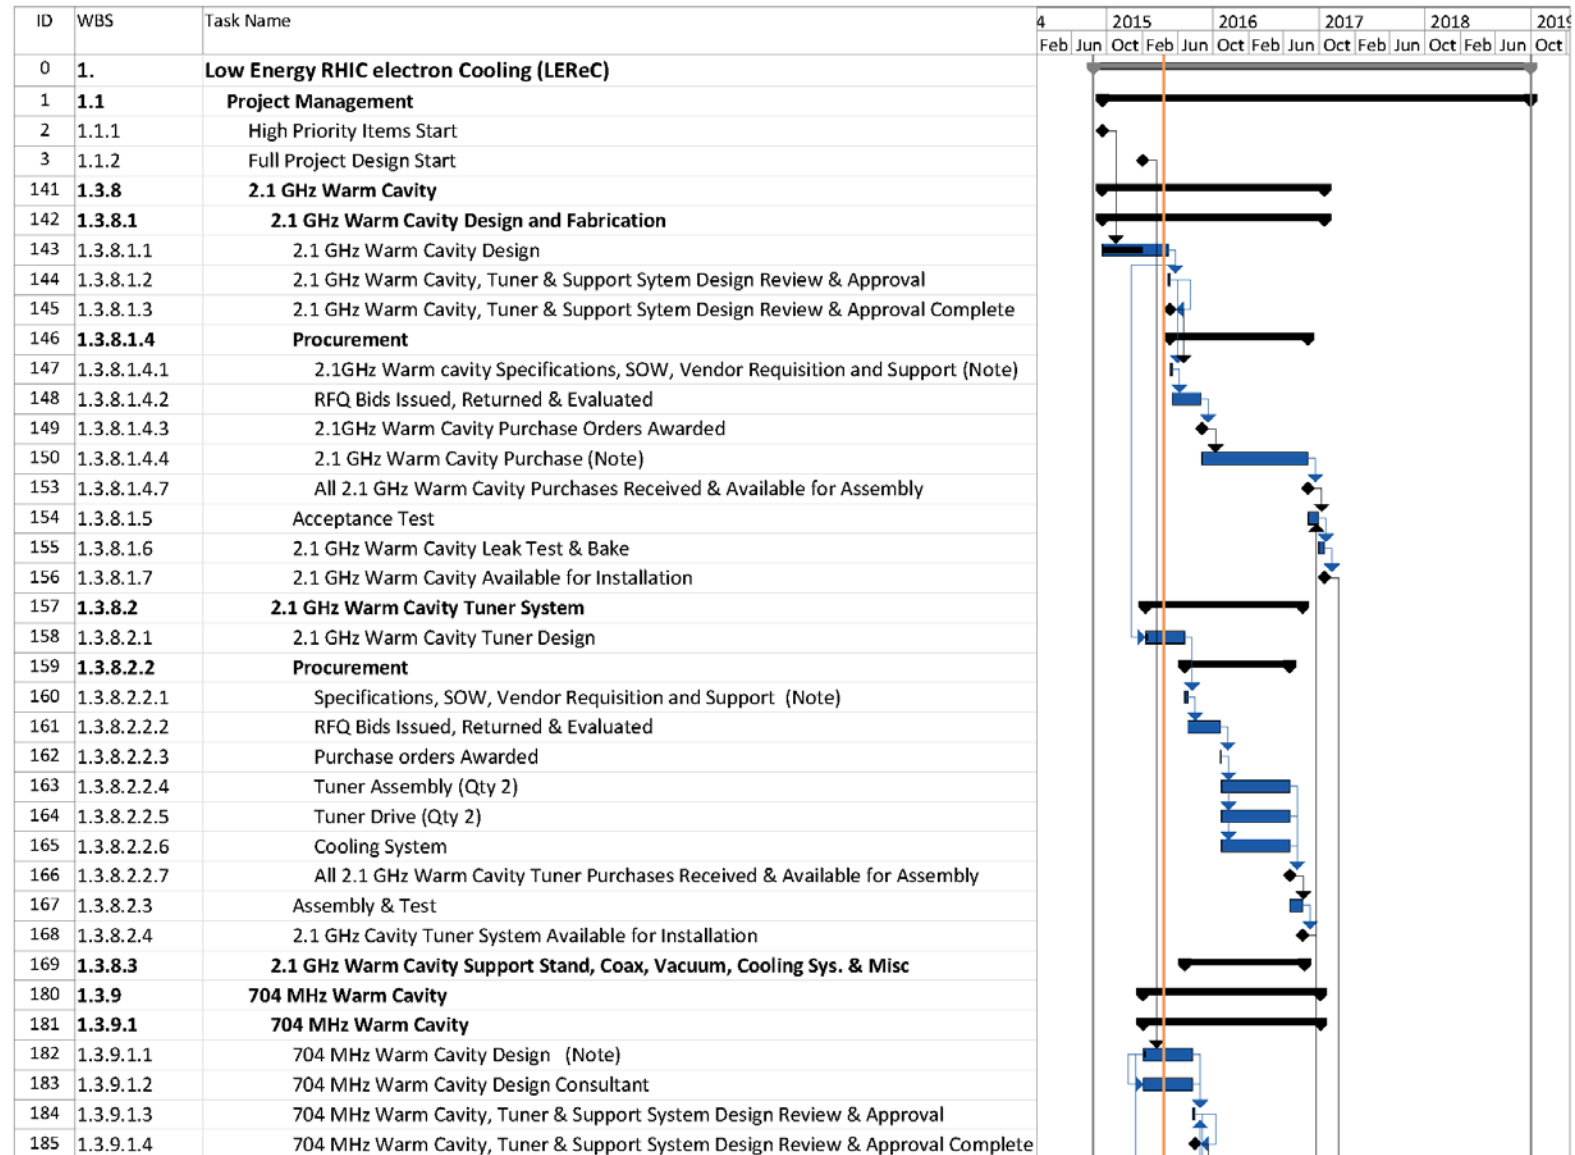 ID WBS Task Name 4 2015 2016 2017 2018 2019
Feb Jun Oct Feb Jun Oct Feb Jun Oct Feb Jun Oct Feb Jun Oct
0 1. Low Energy RHIC electron Cooling (LEReC)
1 1.1 Project Management
2 1.1.1 High Priority Items Start
3 1.1.2 Full Project Design Start
141 1.3.8 2.1 GHz Warm Cavity
142 1.3.8.1 2.1 GHz Warm Cavity Design and Fabrication
143 1.3.8.1.1 2.1 GHz Warm Cavity Design
144 1.3.8.1.2 2.1 GHz Warm Cavity, Tuner & Support Sytem Design Review & Approval
145 1.3.8.1.3 2.1 GHz Warm Cavity, Tuner & Support Sytem Design Review & Approval Complete
146 1.3.8.1.4 Procurement
147 1.3.8.1.4.1 2.1GHz Warm cavity Specifications, SOW, Vendor Requisition and Support (Note)
148 1.3.8.1.4.2 RFQ Bids Issued, Returned & Evaluated
149 1.3.8.1.4.3 2.1GHz Warm Cavity Purchase Orders Awarded
150 1.3.8.1.4.4 2.1 GHz Warm Cavity Purchase (Note)
153 1.3.8.1.4.7 All 2.1 GHz Warm Cavity Purchases Received & Available for Assembly
154 1.3.8.1.5 Acceptance Test
155 1.3.8.1.6 2.1 GHz Warm Cavity Leak Test & Bake
156 1.3.8.1.7 2.1 GHz Warm Cavity Available for Installation
157 1.3.8.2 2.1 GHz Warm Cavity Tuner System
158 1.3.8.2.1 2.1 GHz Warm Cavity Tuner Design
159 1.3.8.2.2 Procurement
160 1.3.8.2.2.1 Specifications, SOW, Vendor Requisition and Support (Note)
161 1.3.8.2.2.2 RFQ Bids Issued, Returned & Evaluated
162 1.3.8.2.2.3 Purchase orders Awarded
163 1.3.8.2.2.4 Tuner Assembly (Qty 2)
164 1.3.8.2.2.5 Tuner Drive (Qty 2)
165 1.3.8.2.2.6 Cooling System
166 1.3.8.2.2.7 All 2.1 GHz Warm Cavity Tuner Purchases Received & Available for Assembly
167 1.3.8.2.3 Assembly & Test
168 1.3.8.2.4 2.1 GHz Cavity Tuner System Available for Installation
169 1.3.8.3 2.1 GHz Warm Cavity Support Stand, Coax, Vacuum, Cooling Sys. & Misc
180 1.3.9 704 MHz Warm Cavity
181 1.3.9.1 704 MHz Warm Cavity
182 1.3.9.1.1 704 MHz Warm Cavity Design (Note)
183 1.3.9.1.2 704 MHz Warm Cavity Design Consultant
184 1.3.9.1.3 704 MHz Warm Cavity, Tuner & Support System Design Review & Approval
185 1.3.9.1.4 704 MHz Warm Cavity, Tuner & Support System Design Review & Approval Complete